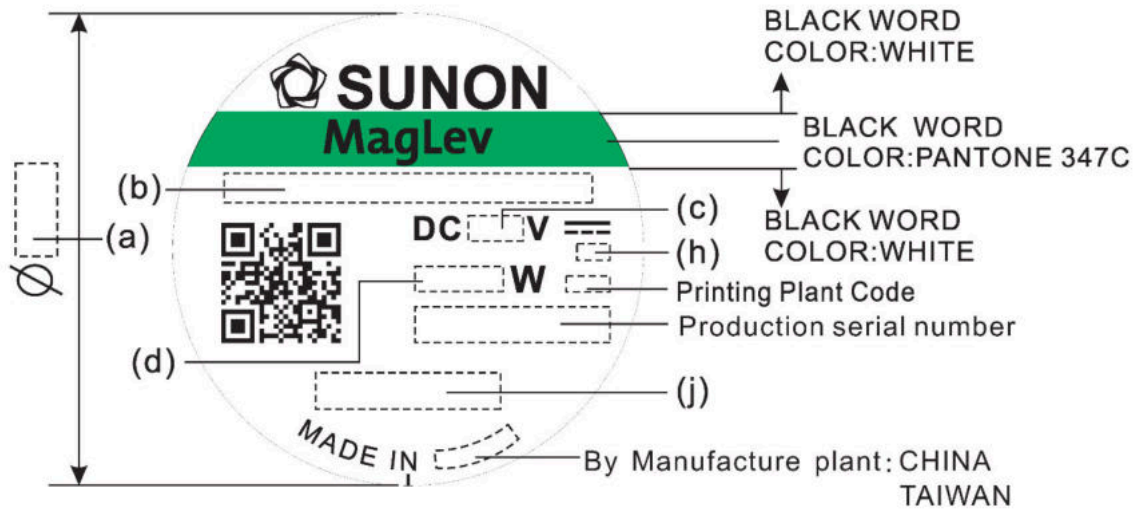 BLACK WORD
COLOR:WHITE
SUNON
MagLev
BLACK WORD
COLOR:PANTONE 347C
(b)
(c)
(a)
DC V
BLACK WORD
COLOR:WHITE
(h)
Ø
W
Printing Plant Code
Production serial number
(d)
(j)
MADE IN
By Manufacture plant: CHINA
TAIWAN